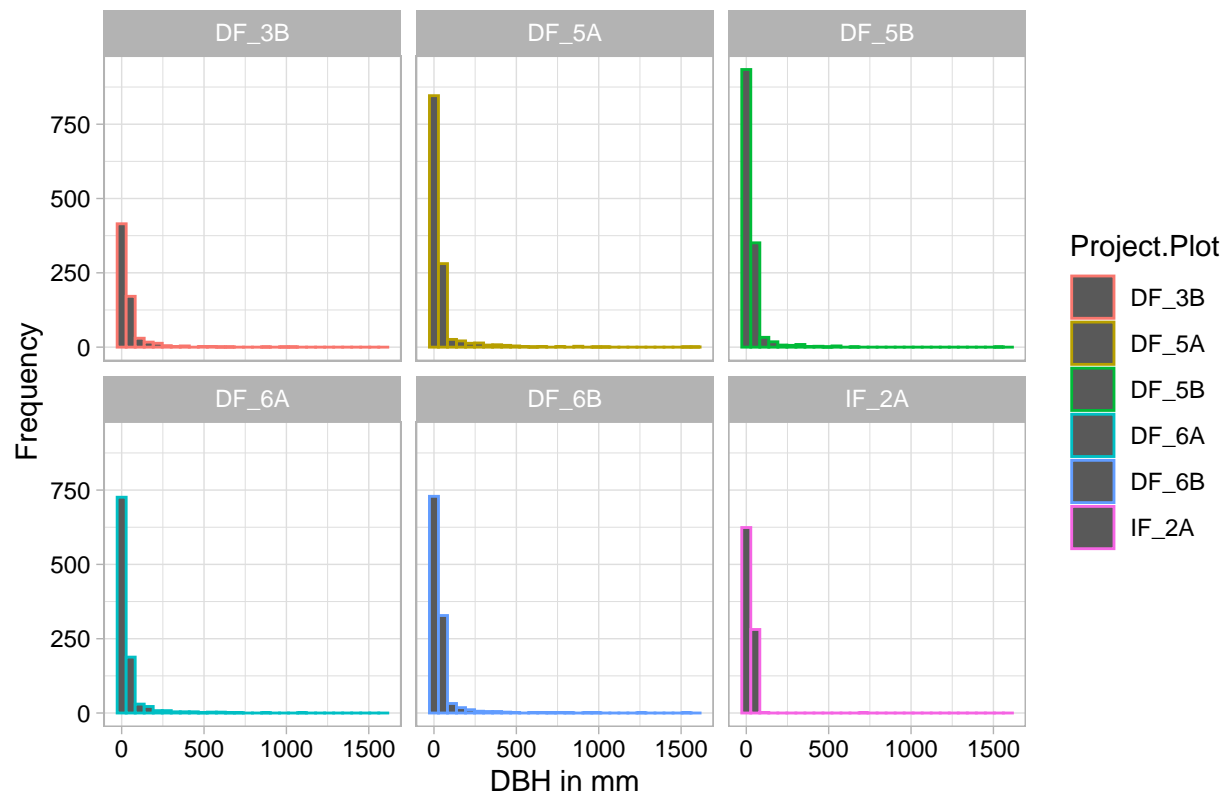 DF_3B DF_5A DF_5B
750
500
250
0
DF_6A DF_6B IF_2A
750
500
250
0
0 500 1000 1500 0 500 1000 1500 0 500 1000 1500
DBH in mm
Frequency
Project.Plot
DF_3B
DF_5A
DF_5B
DF_6A
DF_6B
IF_2A